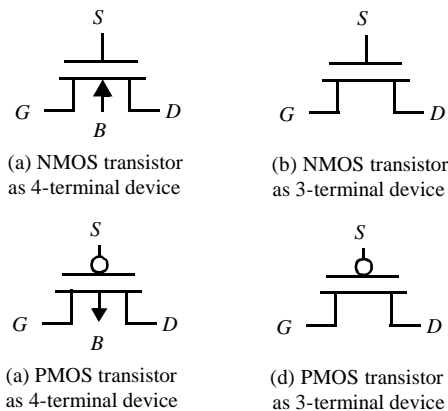 S
S
G
D
B
G
D
(a) NMOS transistor
as 4-terminal device
(b) NMOS transistor
as 3-terminal device
S
S
G
D
B
G
D
(a) PMOS transistor
as 4-terminal device
(d) PMOS transistor
as 3-terminal device